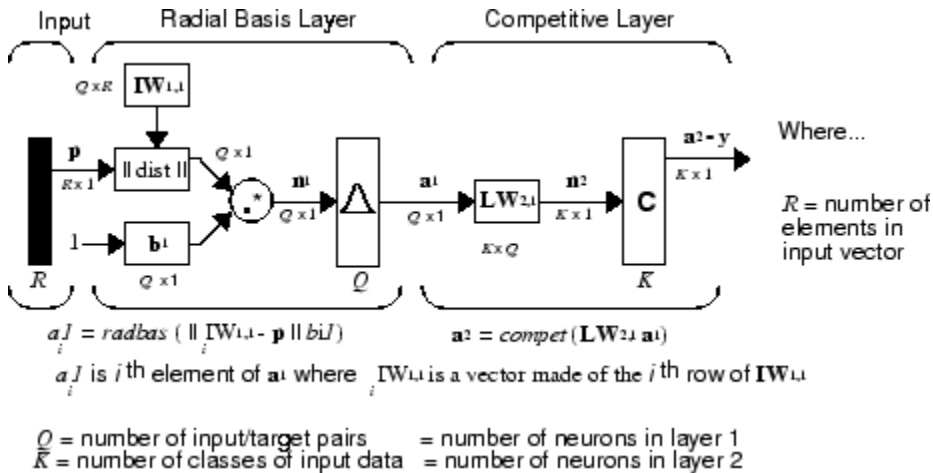 Input Radial Basis Layer Competitive Layer
Q x R IW1,1
p R x 1 || dist || Q x 1 .* n1 Q x 1 a1 Q x 1 LW2,1 n2 K x 1 C a2 = y K x 1
1 b1 Q x 1 K x Q
R Q K
Where...
R = number of
elements in
input vector
ai1 = radbas ( || iIW1,1 - p || bi1) a2 = compet (LW2,1 a1)
ai1 is i th element of a1 where iIW1,1 is a vector made of the i th row of IW1,1
Q = number of input/target pairs = number of neurons in layer 1
K = number of classes of input data = number of neurons in layer 2